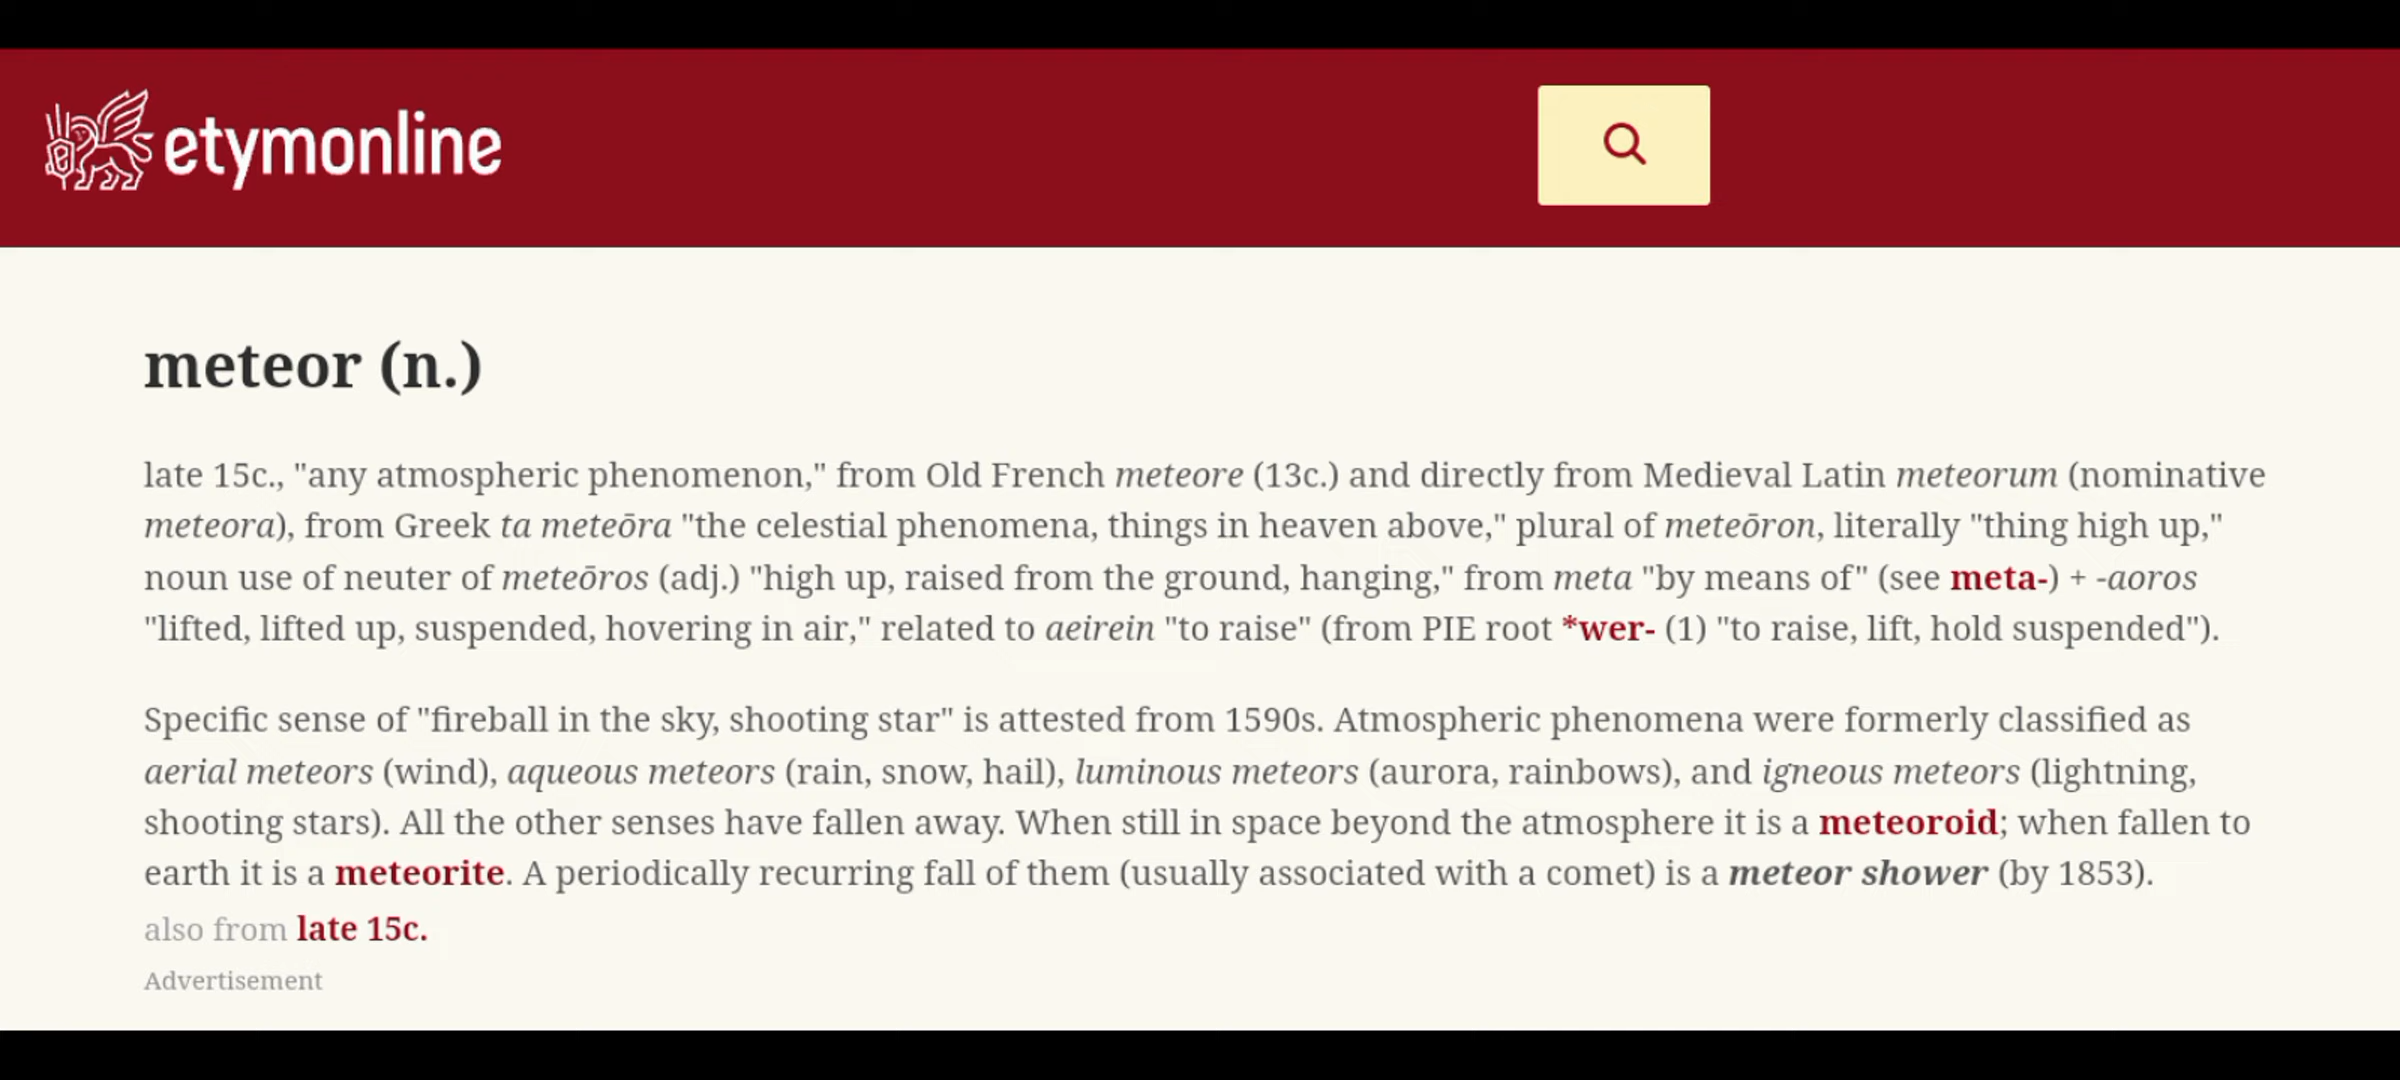 etymonline
meteor (n.)
late 15c., "any atmospheric phenomenon," from Old French meteore (13c.) and directly from Medieval Latin meteorum (nominative
meteora), from Greek ta meteōra "the celestial phenomena, things in heaven above," plural of meteōron, literally "thing high up,"
noun use of neuter of meteōros (adj.) "high up, raised from the ground, hanging," from meta "by means of" (see meta-) + -aoros
"lifted, lifted up, suspended, hovering in air," related to aeirein "to raise" (from PIE root *wer- (1) "to raise, lift, hold suspended").
Specific sense of "fireball in the sky, shooting star" is attested from 1590s. Atmospheric phenomena were formerly classified as
aerial meteors (wind), aqueous meteors (rain, snow, hail), luminous meteors (aurora, rainbows), and igneous meteors (lightning,
shooting stars). All the other senses have fallen away. When still in space beyond the atmosphere it is a meteoroid; when fallen to
earth it is a meteorite. A periodically recurring fall of them (usually associated with a comet) is a meteor shower (by 1853).
also from late 15c.
Advertisement